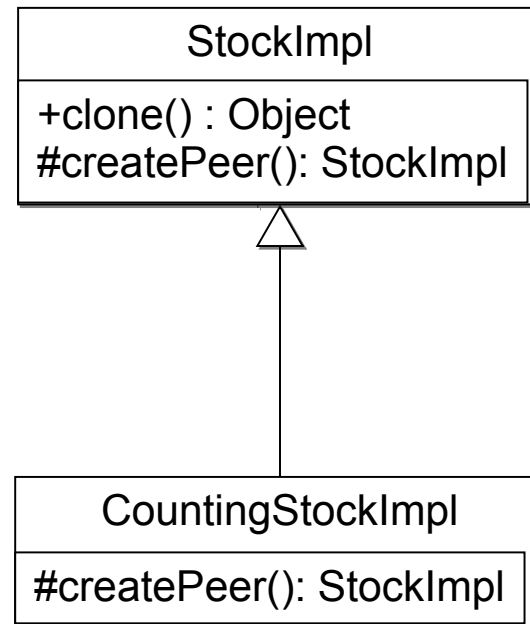 StockImpl
+clone() : Object
#createPeer(): StockImpl
CountingStockImpl
#createPeer(): StockImpl